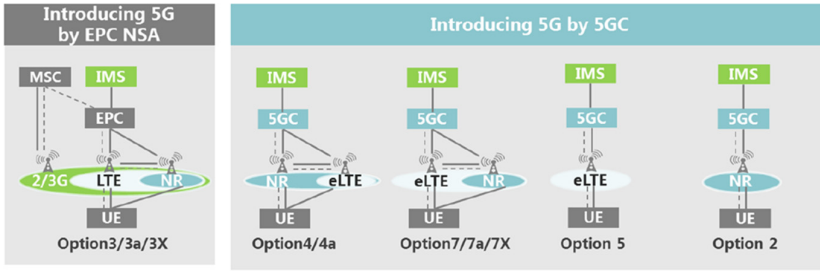 Introducing 5G
by EPC NSA
Introducing 5G by 5GC
MSC IMS
IMS
IMS
IMS
IMS
EPC
5GC
5GC
5GC
5GC
2/3G LTE NR
NR eLTE
eLTE NR
eLTE
NR
UE
UE
UE
UE
UE
Option3/3a/3X
Option4/4a
Option7/7a/7X
Option 5
Option 2